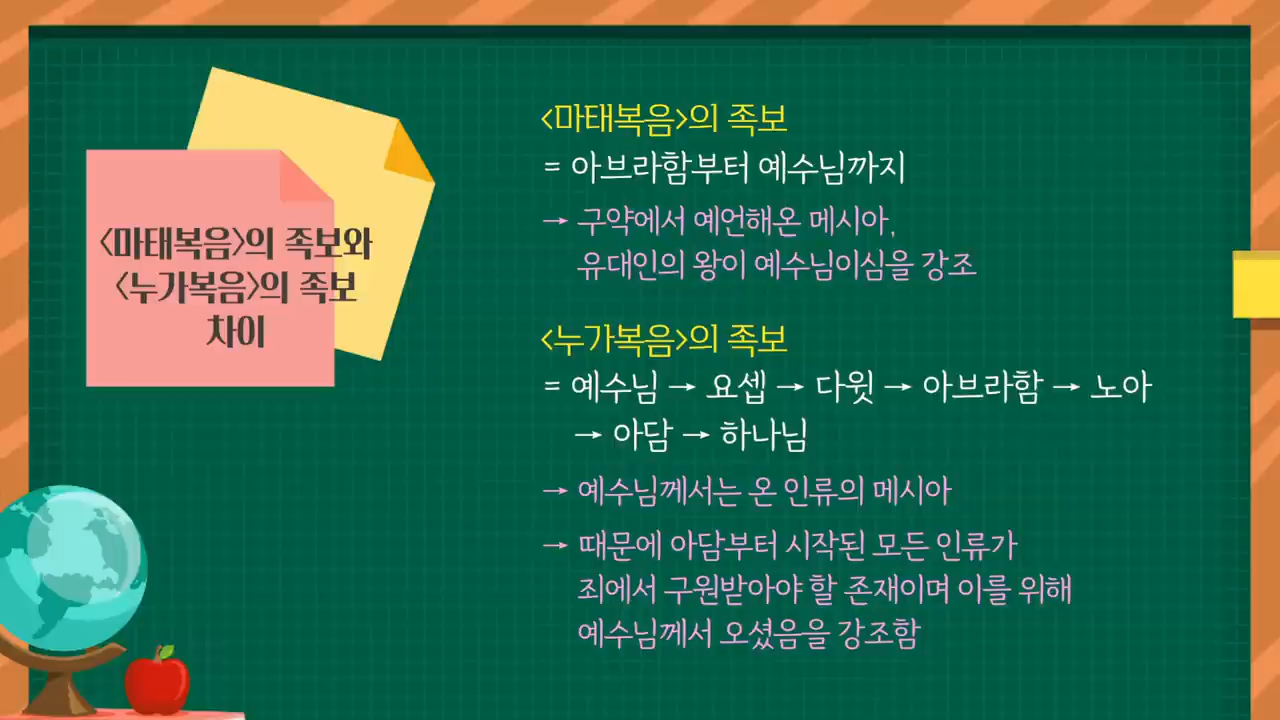 <마태복음>의 족보와
<누가복음>의 족보
차이
<마태복음>의 족보
= 아브라함부터 예수님까지
→ 구약에서 예언해온 메시아,
유대인의 왕이 예수님이심을 강조
<누가복음>의 족보
= 예수님 → 요셉 → 다윗 → 아브라함 → 노아
→ 아담 → 하나님
→ 예수님께서는 온 인류의 메시아
→ 때문에 아담부터 시작된 모든 인류가
죄에서 구원받아야 할 존재이며 이를 위해
예수님께서 오셨음을 강조함